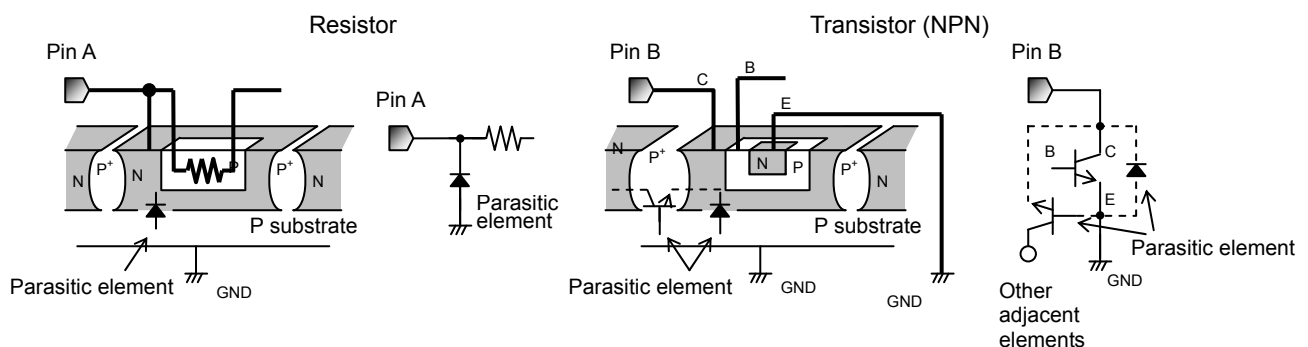 Resistor
Transistor (NPN)
Pin A
Pin A
Pin B
Pin B
C
B
E
N
P+
N
P
P+
N
N
P+
N
P
P+
N
B
C
E
P substrate
Parasitic
element
P substrate
Parasitic element
Parasitic element
Parasitic element
GND
GND
GND
GND
Other
adjacent
elements